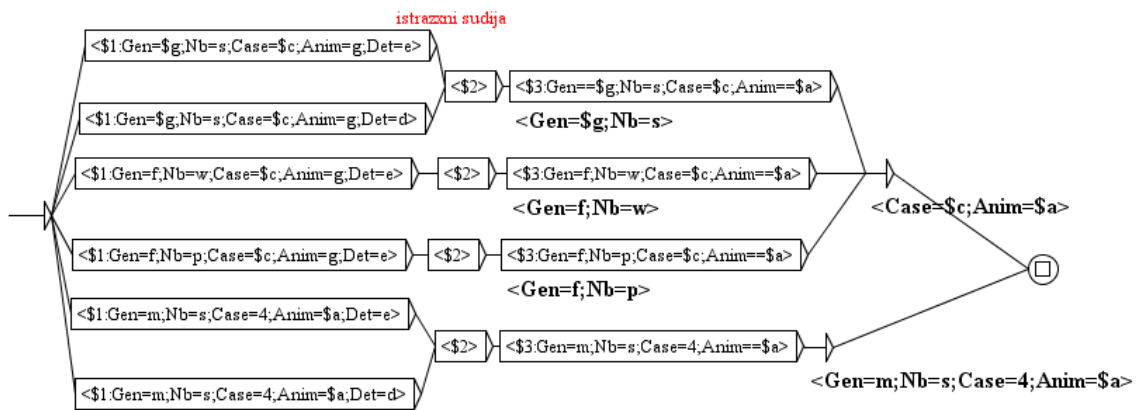 istrazxni sudija
<$1:Gen=$g;Nb=s;Case=$c;Anim=g;Det=e>
<$2>
<$3:Gen==$g;Nb=s;Case=$c;Anim==$a>
<$1:Gen=$g;Nb=s;Case=$c;Anim=g;Det=d>
<Gen=$g;Nb=s>
<$1:Gen=f;Nb=w;Case=$c;Anim=g;Det=e>
<$2>
<$3:Gen=f;Nb=w;Case=$c;Anim==$a>
<Gen=f;Nb=w>
<Case=$c;Anim=$a>
<$1:Gen=f;Nb=p;Case=$c;Anim=g;Det=e>
<$2>
<$3:Gen=f;Nb=p;Case=$c;Anim==$a>
<Gen=f;Nb=p>
<$1:Gen=m;Nb=s;Case=4;Anim=$a;Det=e>
<$2>
<$3:Gen=m;Nb=s;Case=4;Anim==$a>
<$1:Gen=m;Nb=s;Case=4;Anim=$a;Det=d>
<Gen=m;Nb=s;Case=4;Anim=$a>